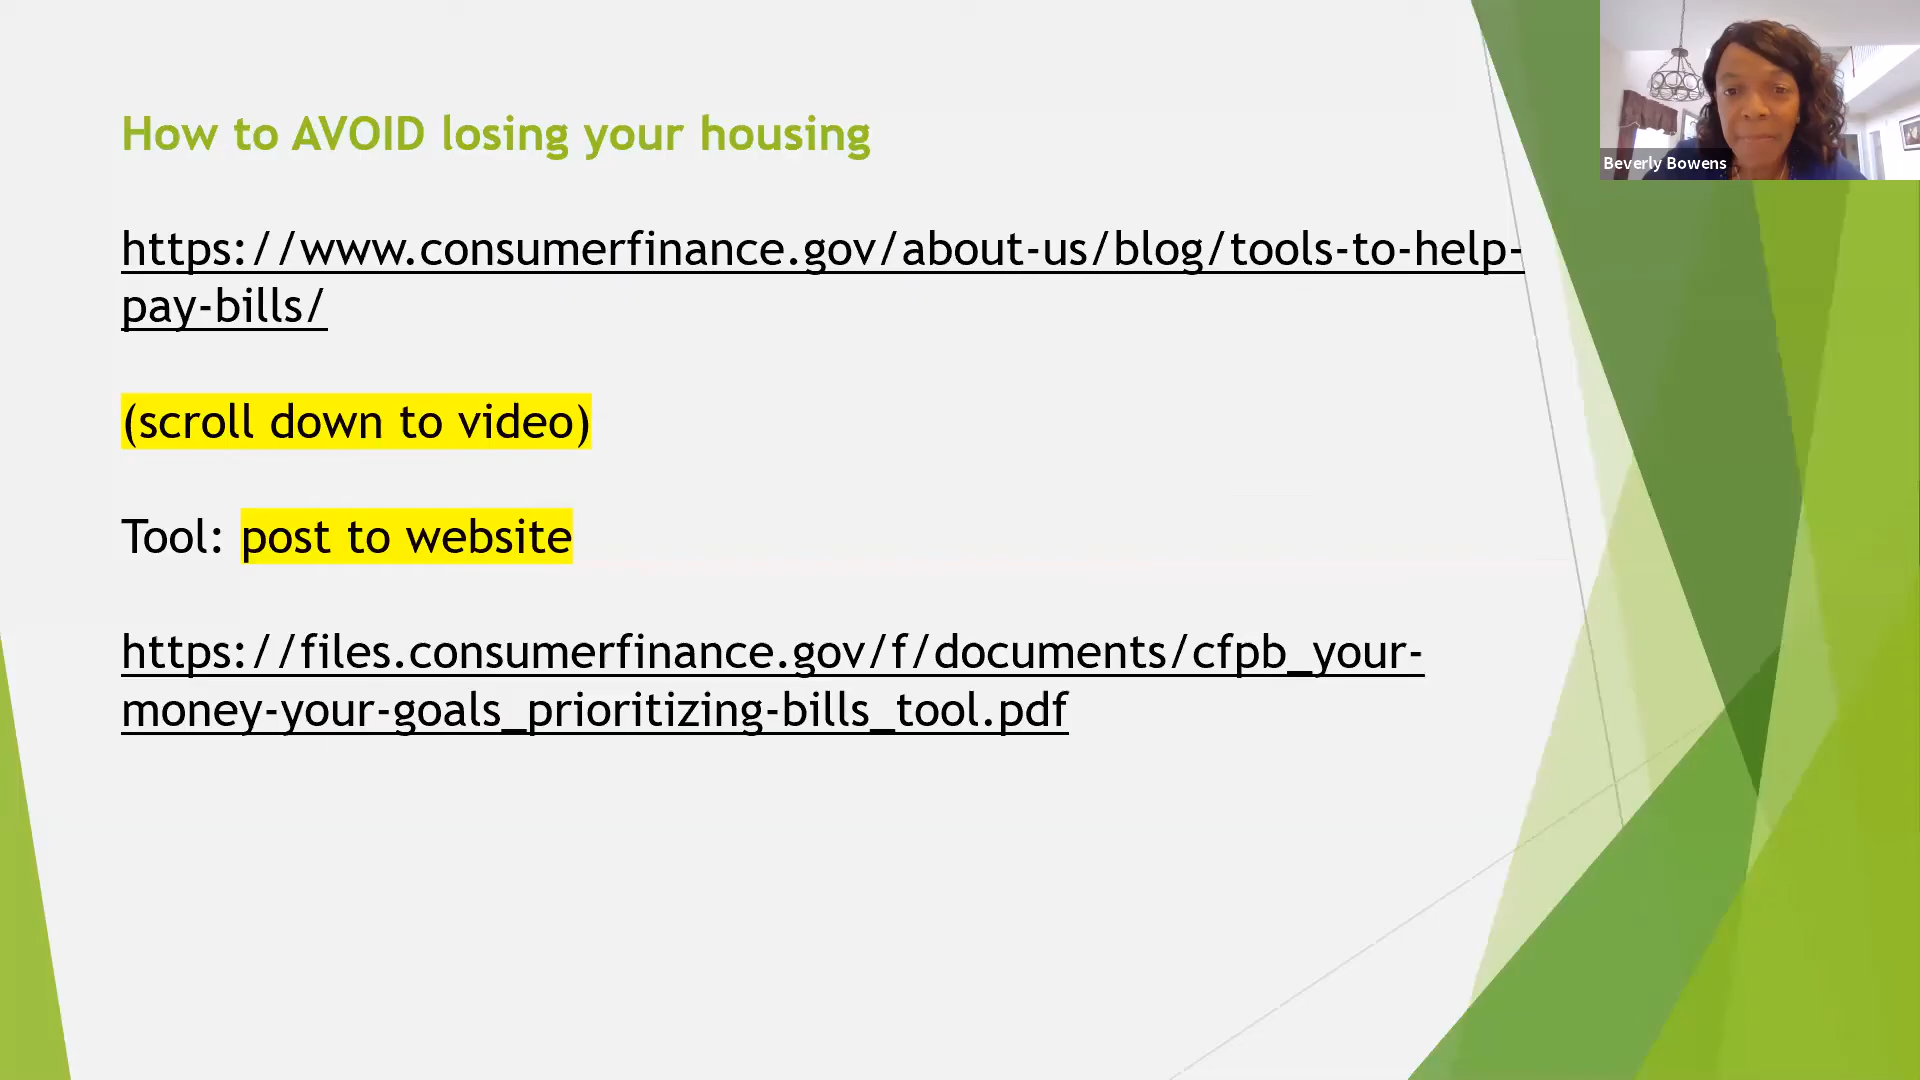 How to AVOID losing your housing
https://www.consumerfinance.gov/about-us/blog/tools-to-help-
pay-bills/
(scroll down to video)
Tool: post to website
https://files.consumerfinance.gov/f/documents/cfpb_your-
money-your-goals_prioritizing-bills_tool.pdf
Beverly Bowens